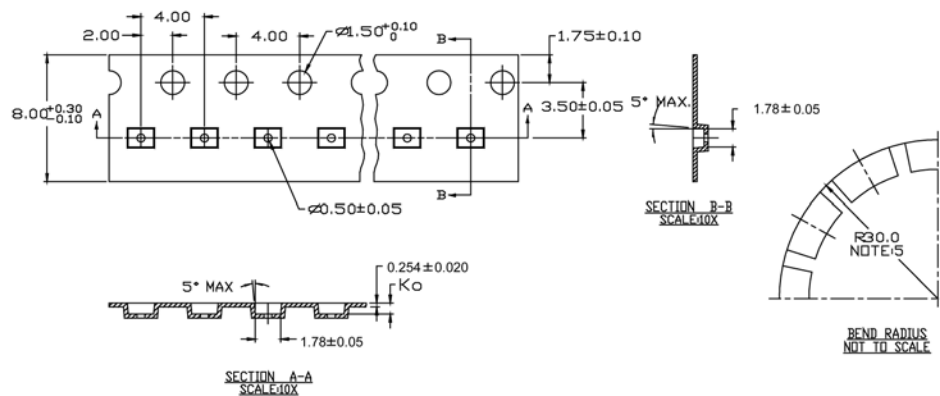 4.00
2.00
4.00
Ø1.50+0.10 0
B
1.75±0.10
8.00+0.30 -0.10
A
A
3.50±0.05
5° MAX.
1.78±0.05
Ø0.50±0.05
B
SECTION B-B
SCALE:10X
R30.0
NOTE:5
5° MAX
0.254±0.020
Ko
1.78±0.05
BEND RADIUS
NOT TO SCALE
SECTION A-A
SCALE:10X